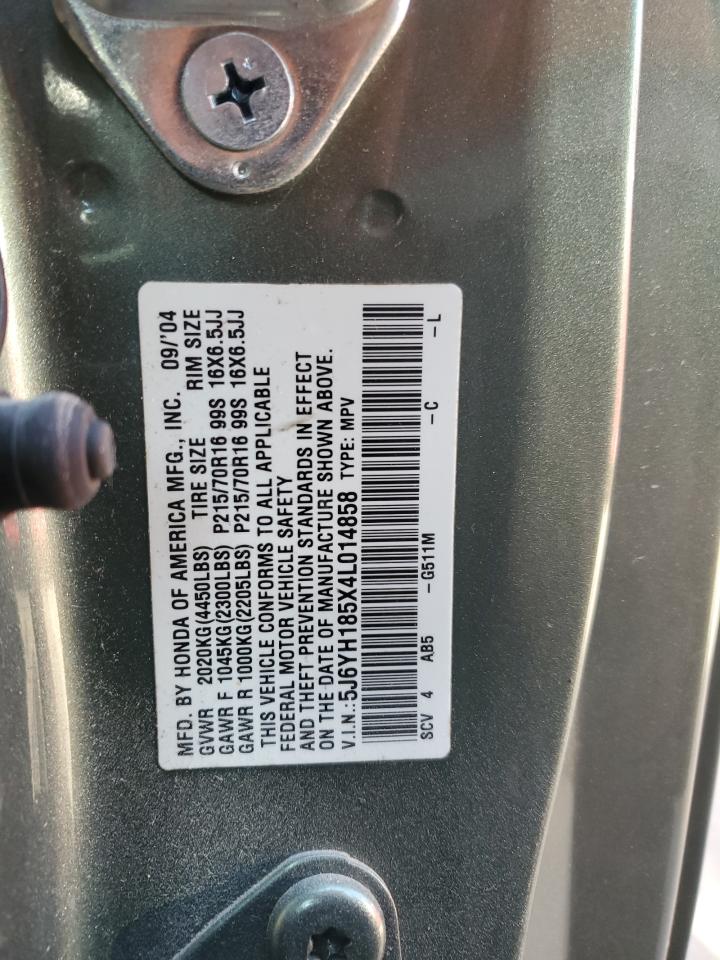 MFD. BY HONDA OF AMERICA MFG., INC. 09/'04
GVWR 2020KG(4450LBS) TIRE SIZE RIM SIZE
GAWR F 1045KG(2300LBS) P215/70R16 99S 16X6.5JJ
GAWR R 1000KG(2205LBS) P215/70R16 99S 16X6.5JJ
THIS VEHICLE CONFORMS TO ALL APPLICABLE
FEDERAL MOTOR VEHICLE SAFETY
AND THEFT PREVENTION STANDARDS IN EFFECT
ON THE DATE OF MANUFACTURE SHOWN ABOVE.
V.I.N.:5J6YH185X4L014858 TYPE: MPV
SCV 4 AB5 -G511M -C -L